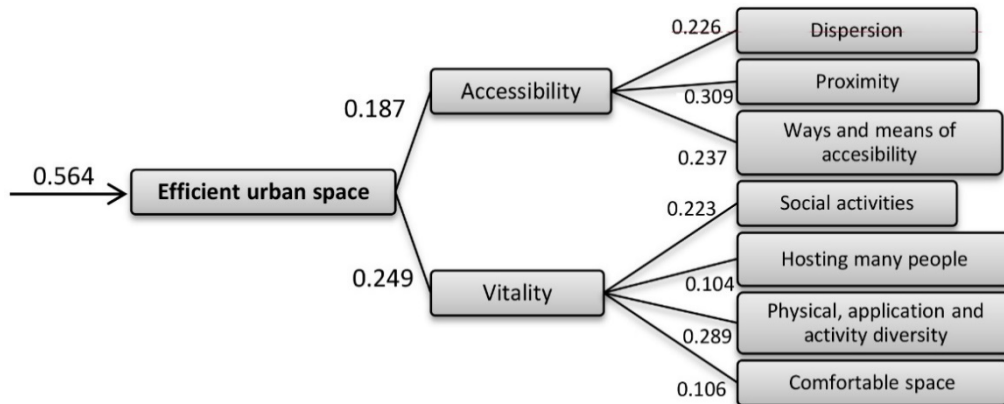 0.226
Dispersion
Accessibility
Proximity
0.309
0.187
Ways and means of
accesibility
0.237
0.564
Efficient urban space
Social activities
0.223
0.249
Hosting many people
0.104
Vitality
Physical, application and
activity diversity
0.289
Comfortable space
0.106